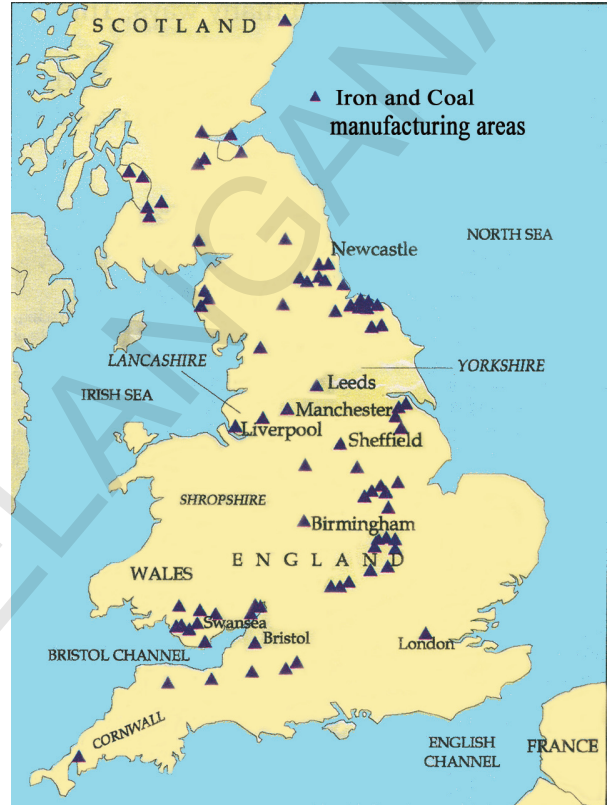 SCOTLAND
Iron and Coal
manufacturing areas
NORTH SEA
Newcastle
LANCASHIRE
YORKSHIRE
IRISH SEA
Leeds
Manchester
Liverpool
Sheffield
SHROPSHIRE
Birmingham
ENGLAND
WALES
Swansea
Bristol
London
BRISTOL CHANNEL
CORNWALL
ENGLISH
CHANNEL
FRANCE